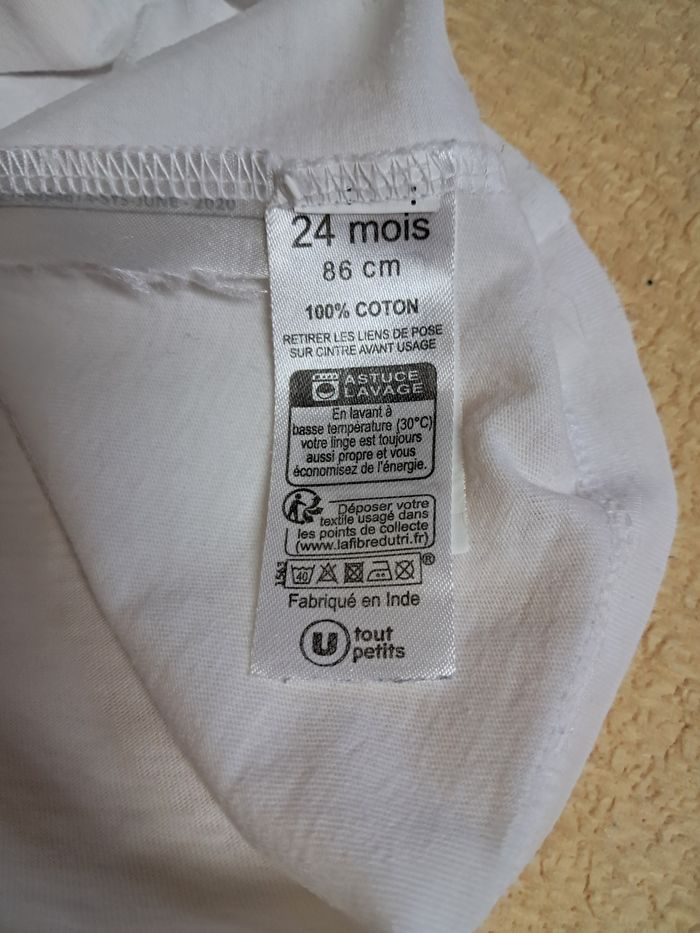 JUNE 2020
24 mois
86 cm
100% COTON
RETIRER LES LIENS DE POSE
SUR CINTRE AVANT USAGE
ASTUCE
LAVAGE
En lavant à
basse température (30°C)
votre linge est toujours
aussi propre et vous
économisez de l'énergie.
Déposer votre
textile usagé dans
les points de collecte
(www.lafibredutri.fr)
40 ®
Fabriqué en Inde
U tout
petits